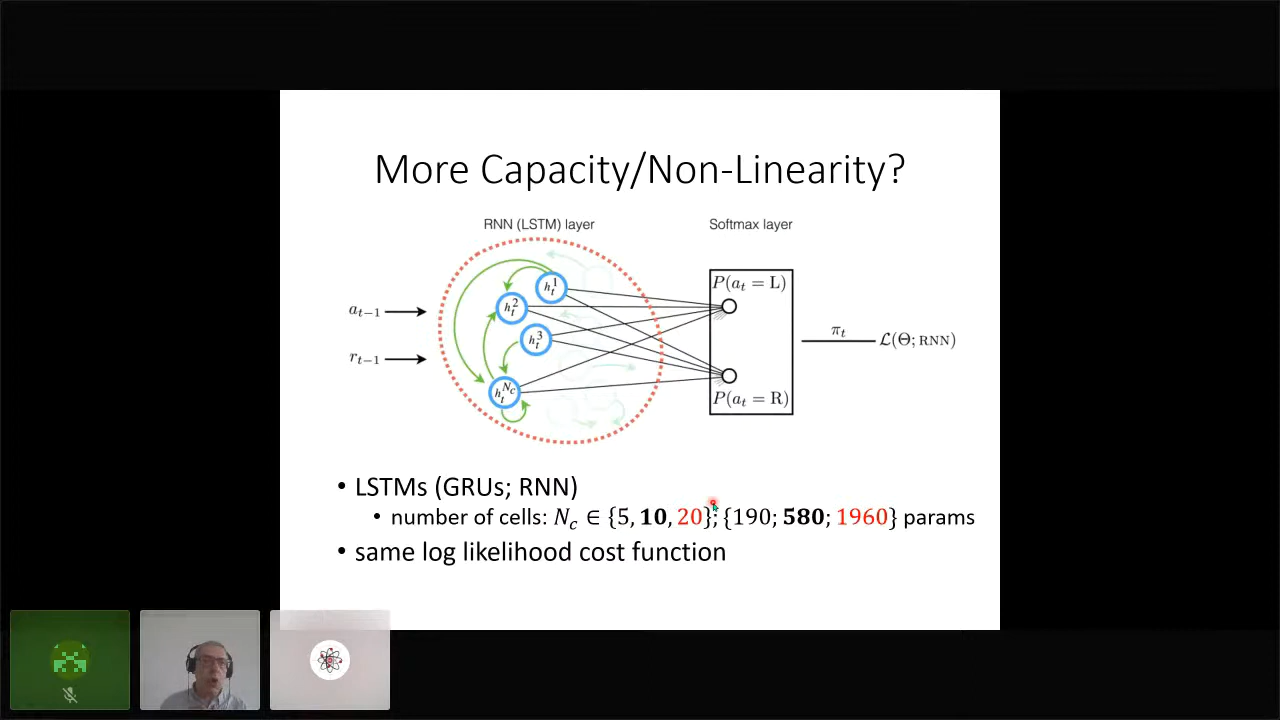 More Capacity/Non-Linearity?
RNN (LSTM) layer
Softmax layer
h_t^1
P(a_t = L)
h_t^2
a_{t−1}
π_t
ℒ(Θ; RNN)
h_t^3
r_{t−1}
h_t^{N_c}
P(a_t = R)
• LSTMs (GRUs; RNN)
• number of cells: N_c ∈ {5, 10, 20}; {190; 580; 1960} params
• same log likelihood cost function